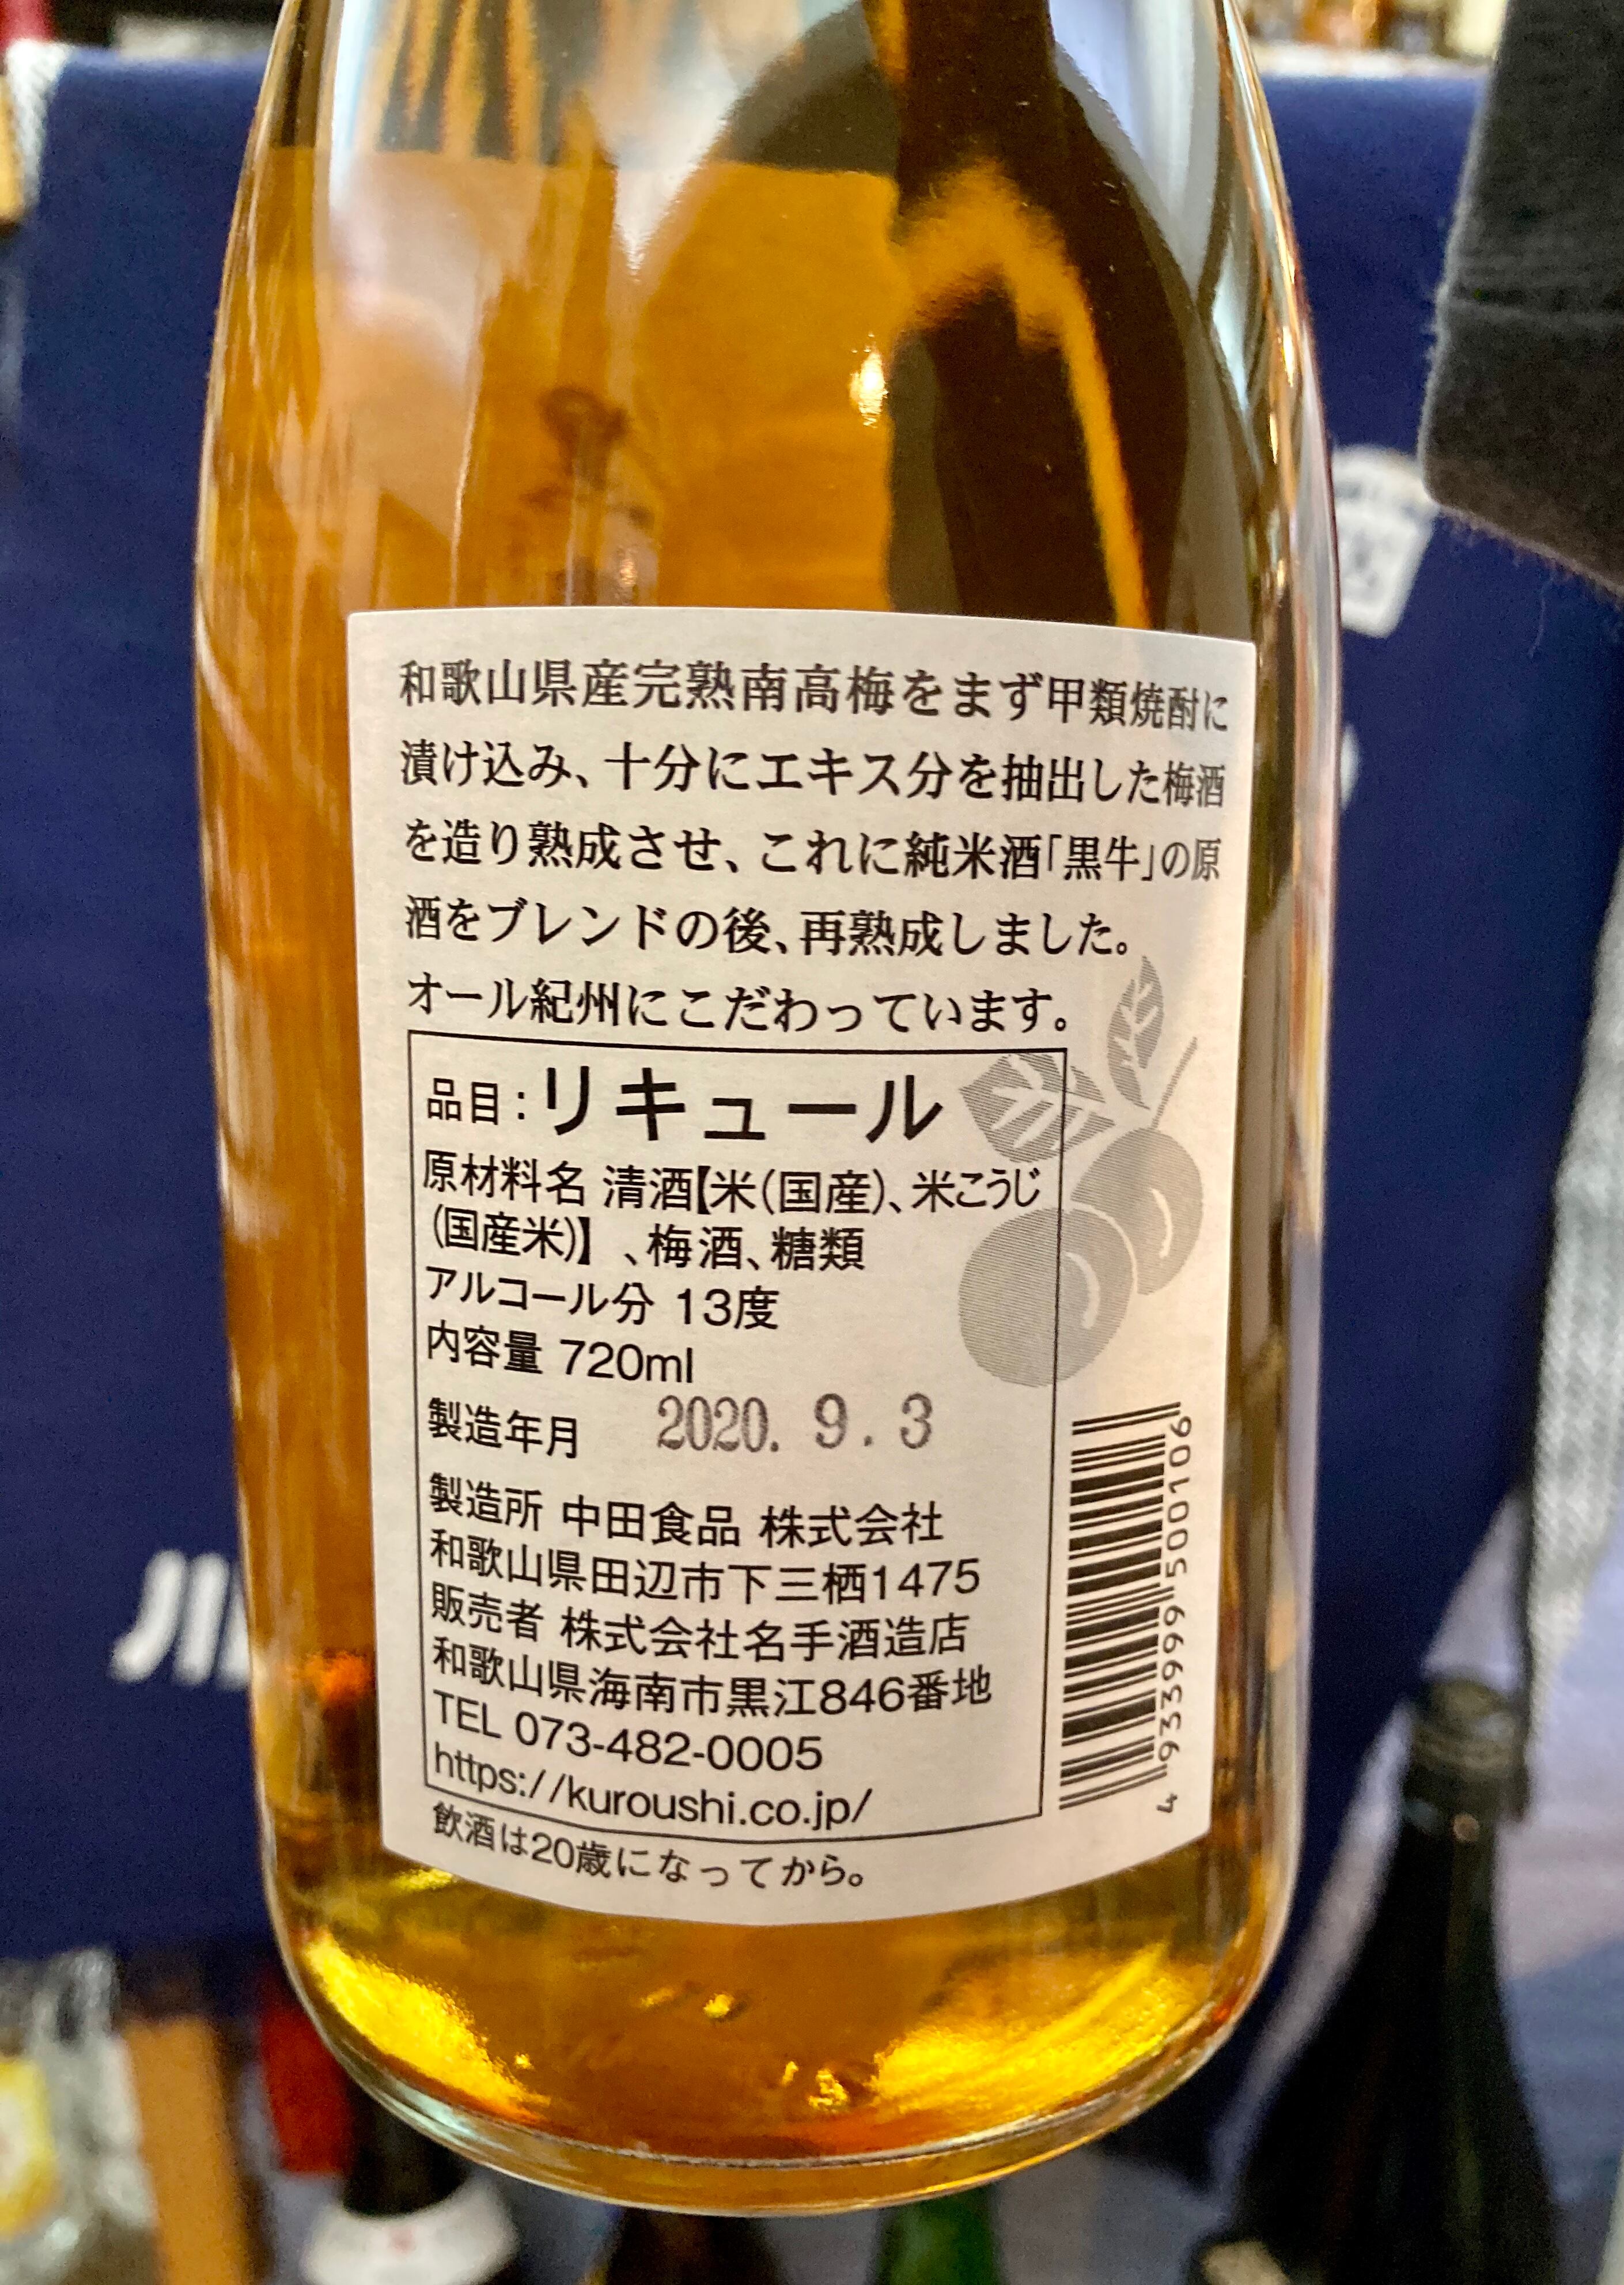 和歌山県産完熟南高梅をまず甲類焼酎に
漬け込み、十分にエキス分を抽出した梅酒
を造り熟成させ、これに純米酒「黒牛」の原
酒をブレンドの後、再熟成しました。
オール紀州にこだわっています。
品目:リキュール
原材料名 清酒【米(国産)、米こうじ
(国産米)】、梅酒、糖類
アルコール分 13度
内容量 720ml
製造年月 2020. 9. 3
製造所 中田食品 株式会社
和歌山県田辺市下三栖1475
販売者 株式会社名手酒造店
和歌山県海南市黒江846番地
TEL 073-482-0005
https://kuroushi.co.jp/
飲酒は20歳になってから。
4 933999 500106